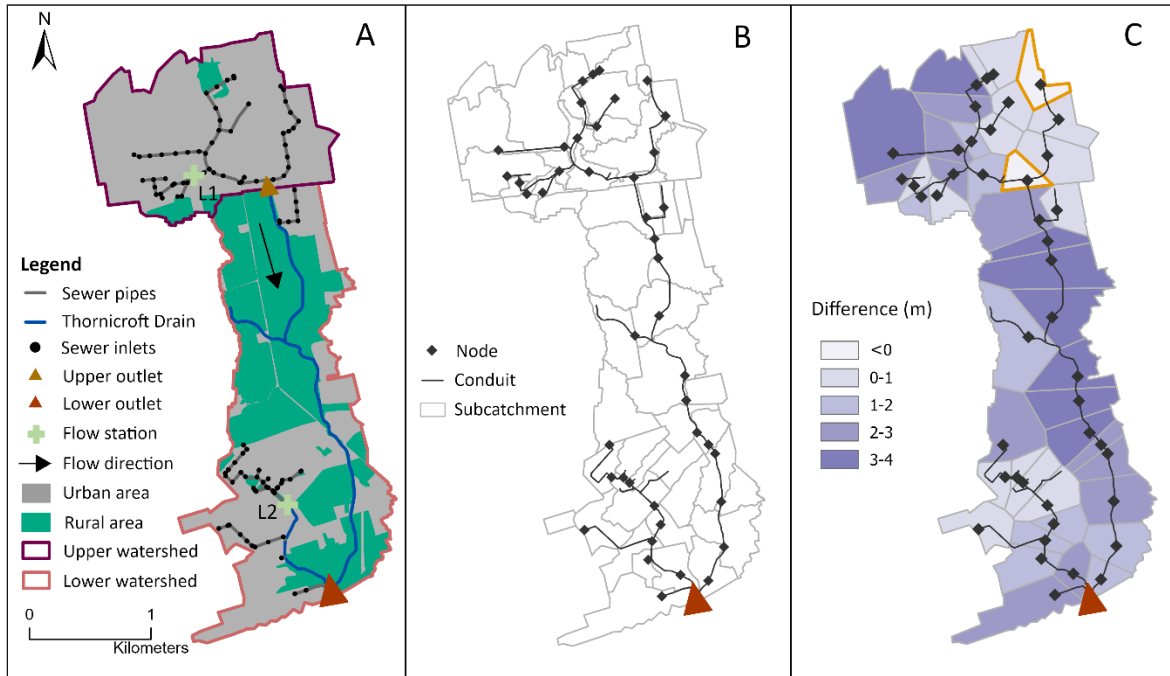 N
A
L1
Legend
Sewer pipes
Thornicroft Drain
Sewer inlets
Upper outlet
Lower outlet
Flow station
Flow direction
Urban area
Rural area
Upper watershed
Lower watershed
L2
0 1
Kilometers
B
Node
Conduit
Subcatchment
C
Difference (m)
<0
0-1
1-2
2-3
3-4